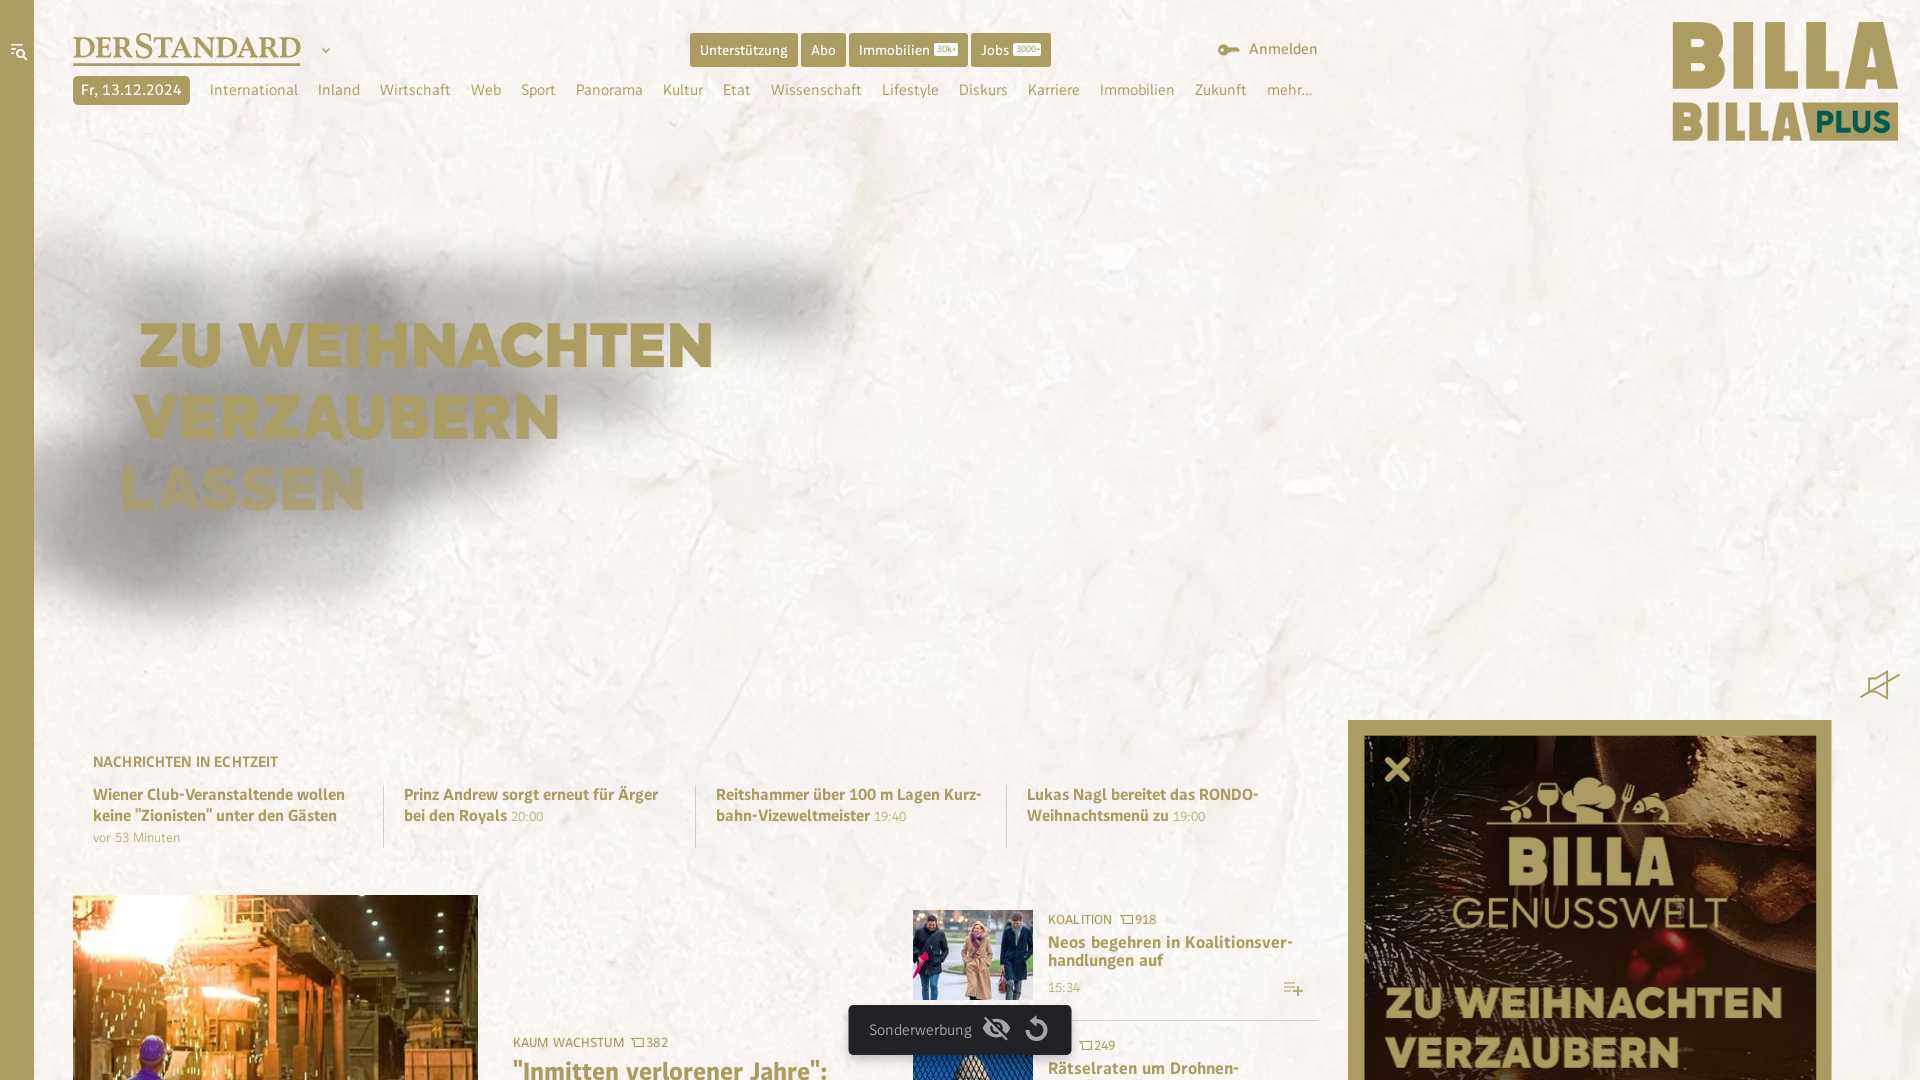 DERSTANDARD
Unterstützung
Abo
Immobilien 30k+
Jobs 3000+
Anmelden
Fr, 13.12.2024
International
Inland
Wirtschaft
Web
Sport
Panorama
Kultur
Etat
Wissenschaft
Lifestyle
Diskurs
Karriere
Immobilien
Zukunft
mehr...
BILLA
BILLA PLUS
ZU WEIHNACHTEN
VERZAUBERN
LASSEN
NACHRICHTEN IN ECHTZEIT
Wiener Club-Veranstaltende wollen
keine "Zionisten" unter den Gästen
vor 53 Minuten
Prinz Andrew sorgt erneut für Ärger
bei den Royals 20:00
Reitshammer über 100 m Lagen Kurz-
bahn-Vizeweltmeister 19:40
Lukas Nagl bereitet das RONDO-
Weihnachtsmenü zu 19:00
KAUM WACHSTUM 382
"Inmitten verlorener Jahre":
KOALITION 918
Neos begehren in Koalitionsver-
handlungen auf
15:34
249
Rätselraten um Drohnen-
Sonderwerbung
BILLA
GENUSSWELT
ZU WEIHNACHTEN
VERZAUBERN